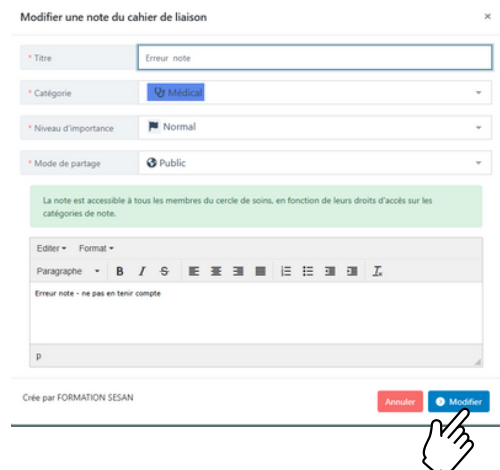 Modifier une note du cahier de liaison ×
* Titre Erreur note
* Catégorie Médical
* Niveau d'importance Normal
* Mode de partage Public
La note est accessible à tous les membres du cercle de soins, en fonction de leurs droits d'accès sur les
catégories de note.
Editer Format
Paragraphe B I S Tx
Erreur note - ne pas en tenir compte
p
Crée par FORMATION SESAN Annuler Modifier